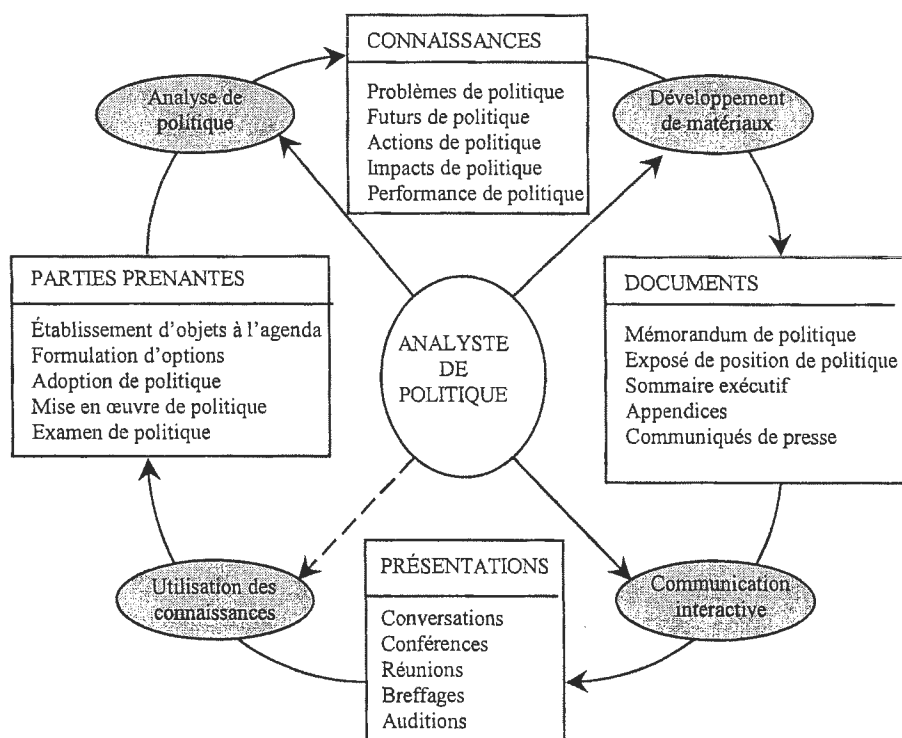 CONNAISSANCES
Problèmes de politique
Futurs de politique
Actions de politique
Impacts de politique
Performance de politique
Analyse de
politique
Développement
de matériaux
PARTIES PRENANTES
Établissement d'objets à l'agenda
Formulation d'options
Adoption de politique
Mise en œuvre de politique
Examen de politique
ANALYSTE
DE
POLITIQUE
DOCUMENTS
Mémorandum de politique
Exposé de position de politique
Sommaire exécutif
Appendices
Communiqués de presse
Utilisation des
connaissances
PRÉSENTATIONS
Conversations
Conférences
Réunions
Breffages
Auditions
Communication
interactive